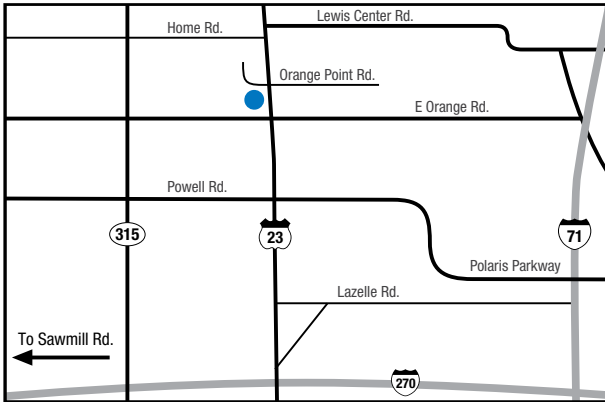 Lewis Center Rd.
Home Rd.
Orange Point Rd.
E Orange Rd.
Powell Rd.
315
23
71
Polaris Parkway
Lazelle Rd.
To Sawmill Rd.
270